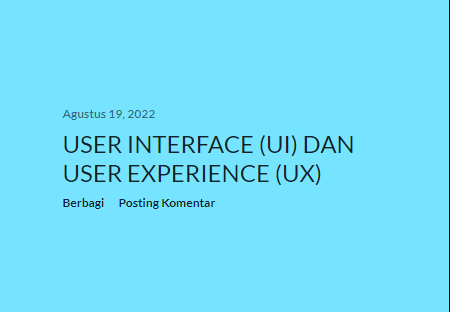 Agustus 19, 2022
USER INTERFACE (UI) DAN
USER EXPERIENCE (UX)
Berbagi Posting Komentar